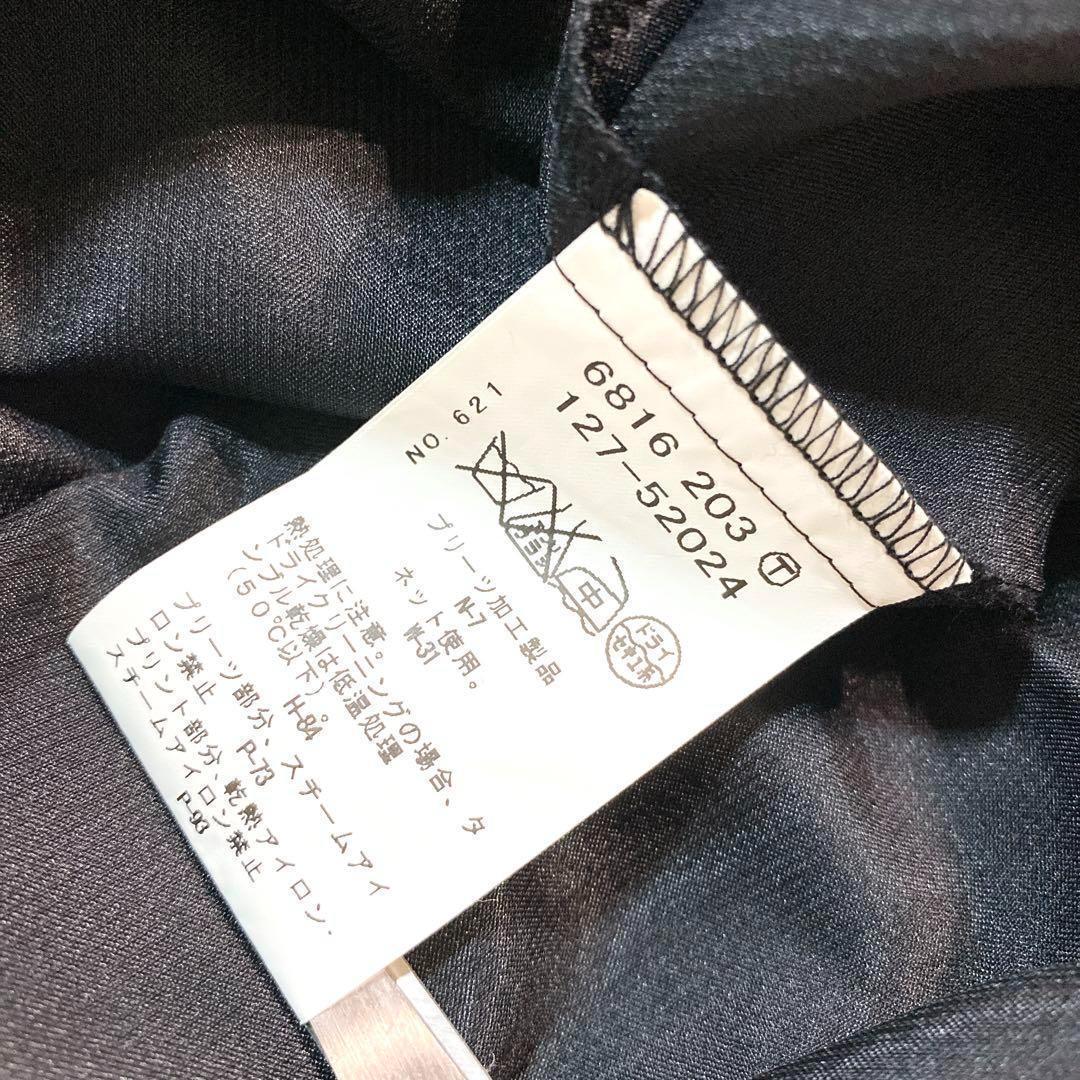 6816 203 Ⓣ
127-52024
NO. 621
中
ドライ
セキユ系
プリーツ加工製品
N-7
ネット使用。
W-31
熱処理に注意。
ドライクリーニングの場合、タ
ンブル乾燥は低温処理
(50℃以下)。 H-84
プリーツ部分、スチームアイ
ロン禁止 P-73
プリント部分、乾熱アイロン・
スチームアイロン禁止
P-93